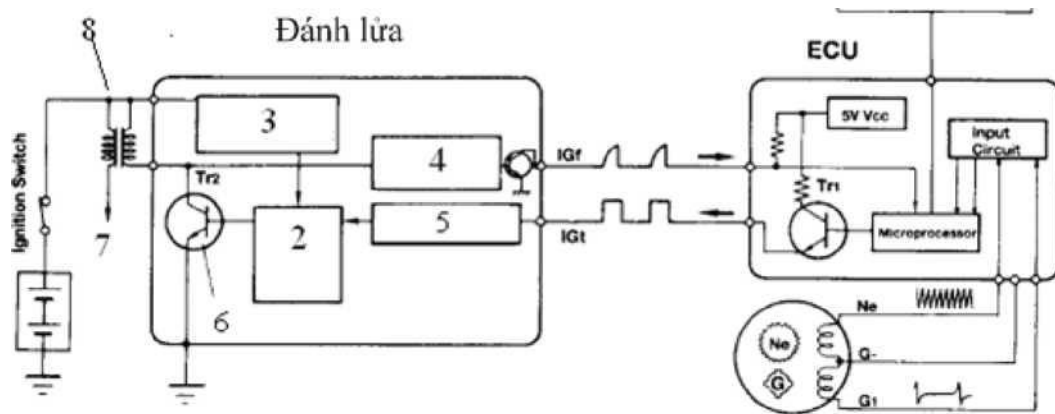 8
Đánh lửa
ECU
3
5V Vcc
Input
Circuit
4
IGf
Tr2
Tr1
Ignition Switch
7
2
5
IGt
Microprocessor
6
Ne
Ne
G-
G
G1